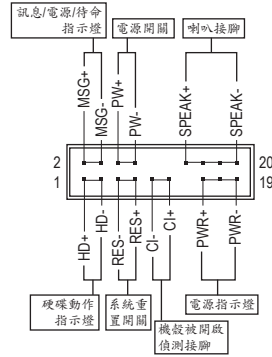 訊息/電源/待命
指示燈
電源開關
喇叭接腳
MSG+
MSG-
PW+
PW-
SPEAK+
SPEAK-
2
20
1
19
HD+
HD-
RES-
RES+
CI-
CI+
PWR+
PWR-
硬碟動作
指示燈
系統重
置開關
電源指示燈
機殼被開啟
偵測接腳